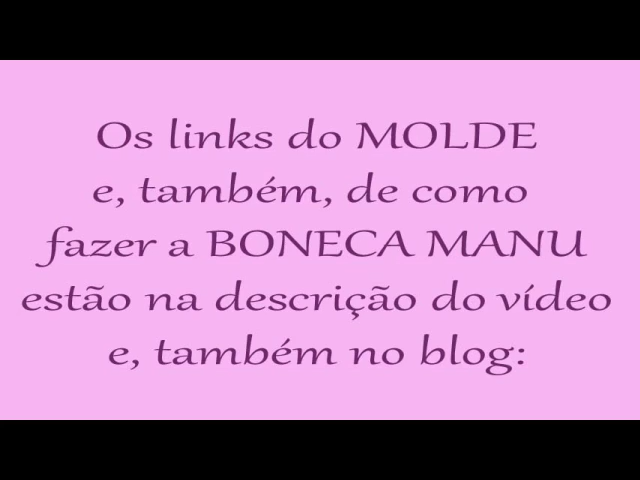 Os links do MOLDE
e, também, de como
fazer a BONECA MANU
estão na descrição do vídeo
e, também no blog: